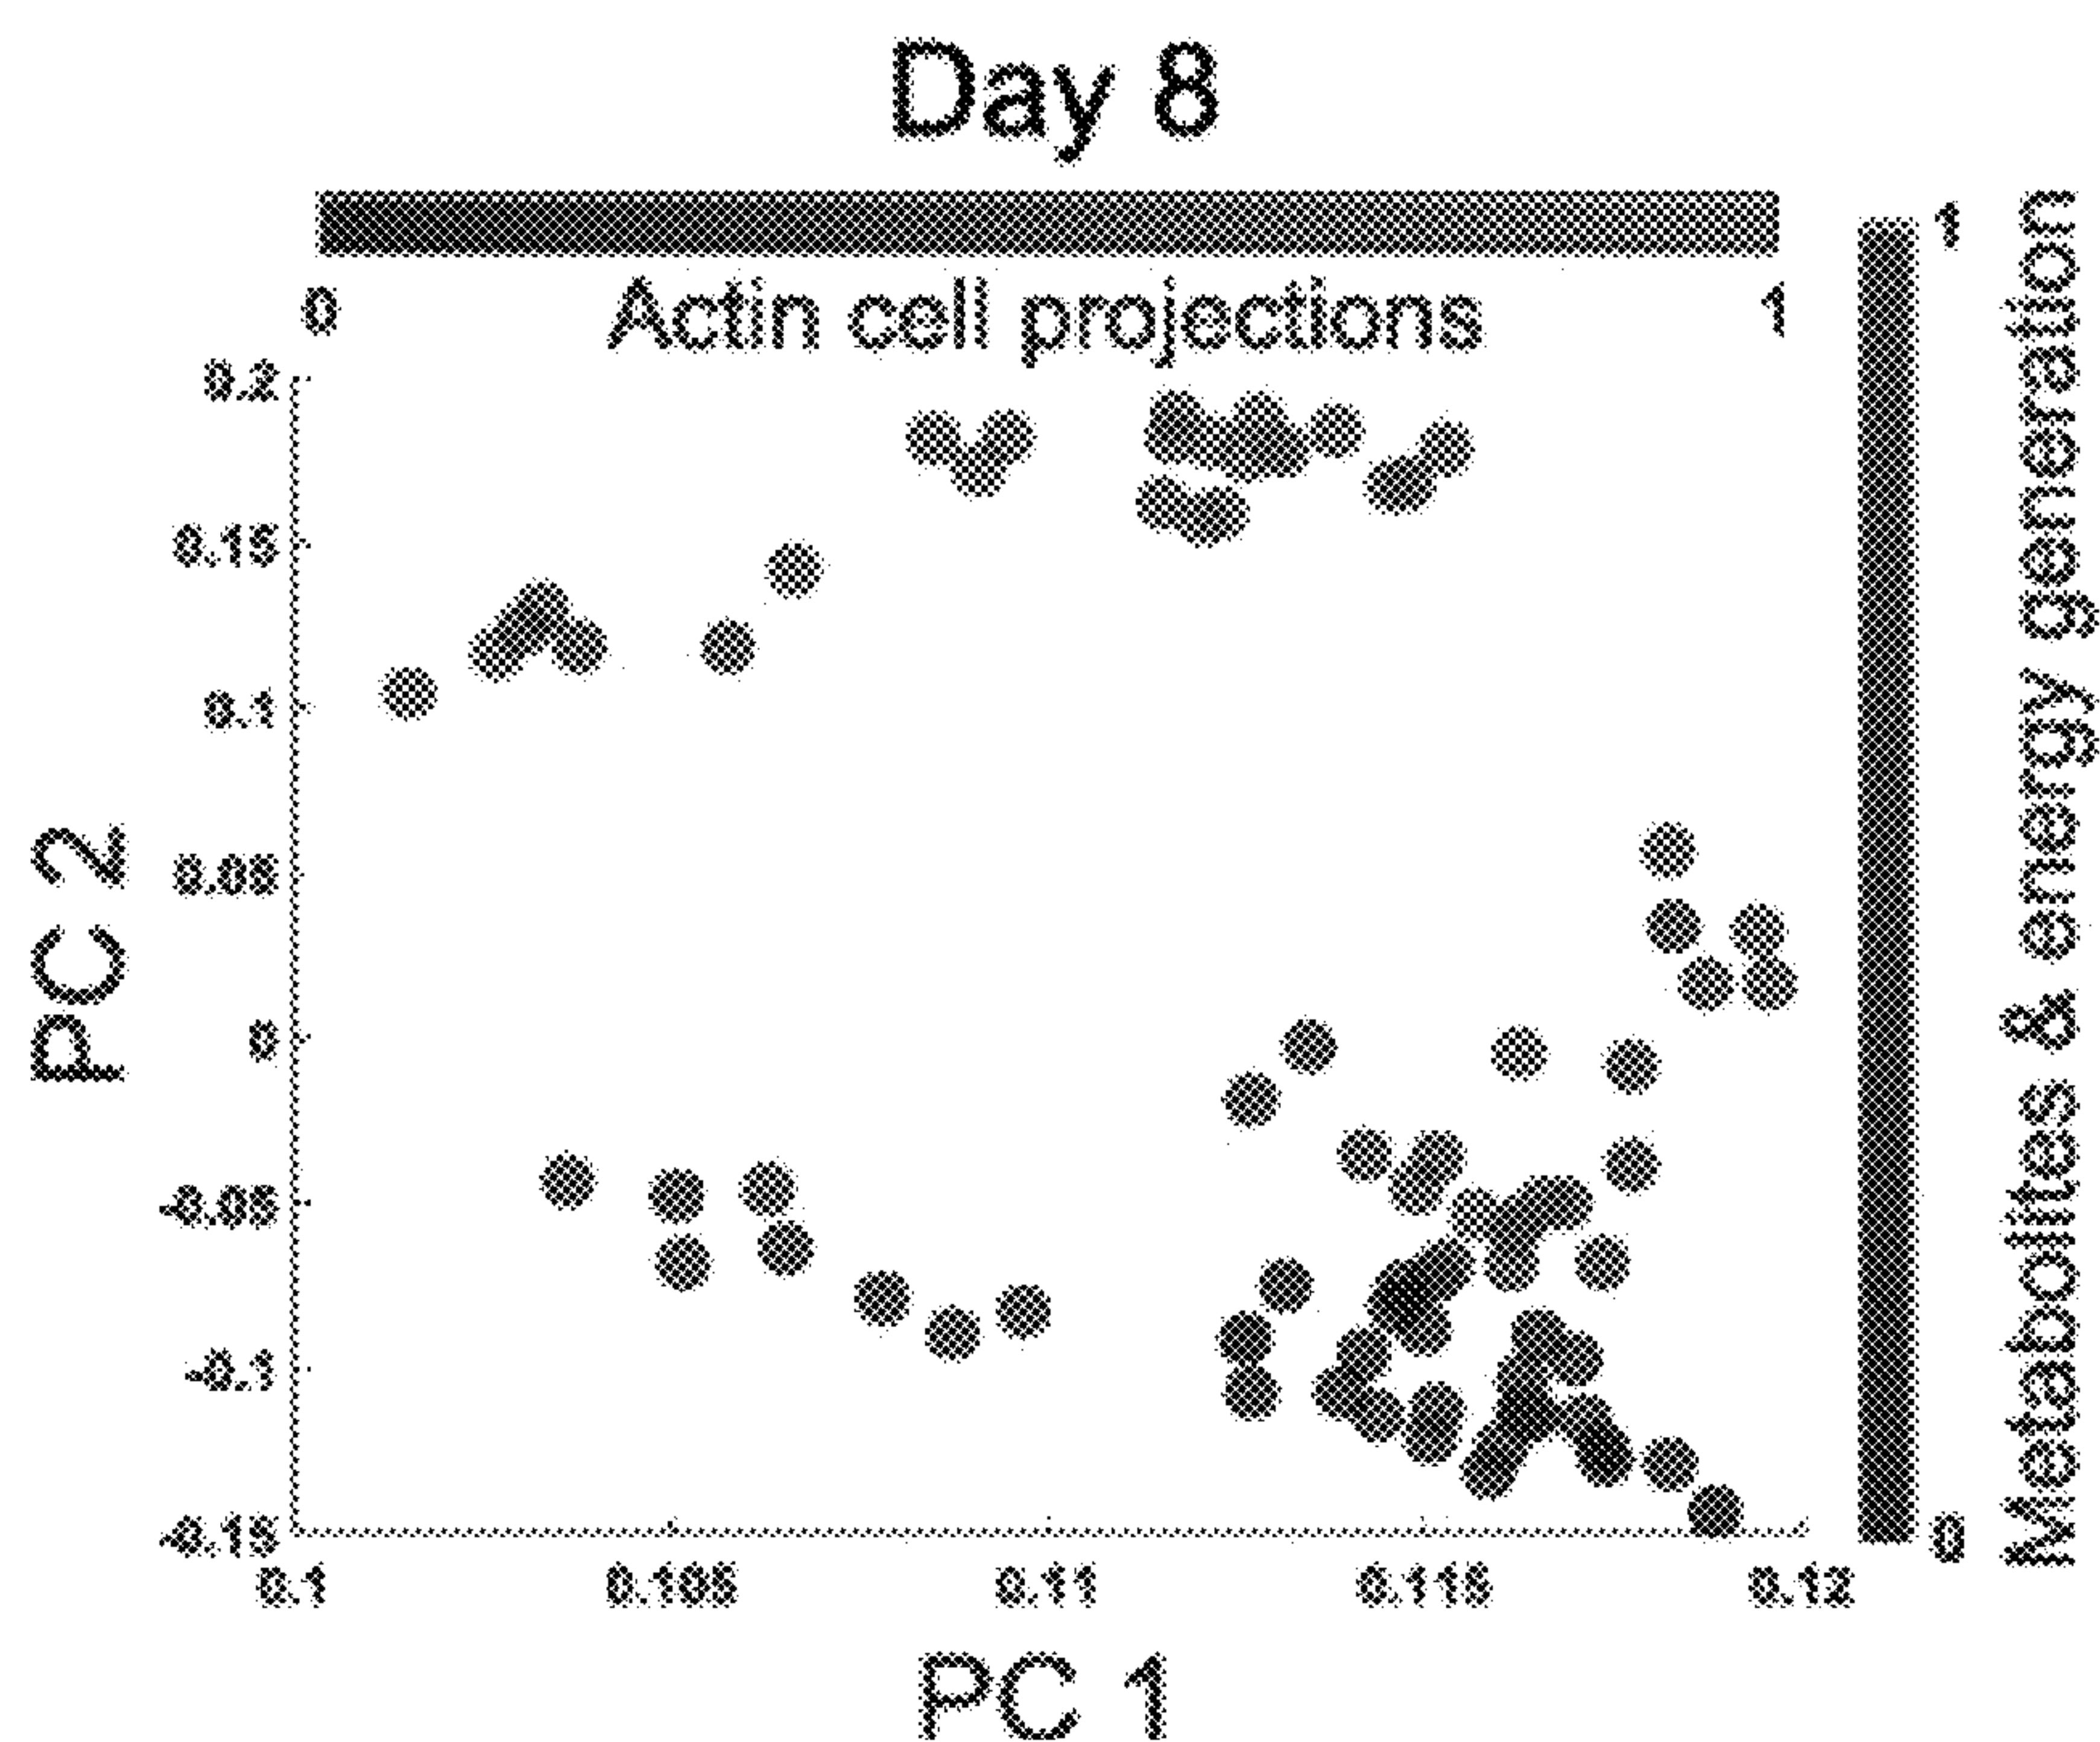 Day 8
0 Actin cell projections 1
1
0
Metabolites & energy generation
0.2
0.15
0.1
0.05
0
-0.05
-0.1
-0.15
PC 2
0.1 0.105 0.11 0.115 0.12
PC 1